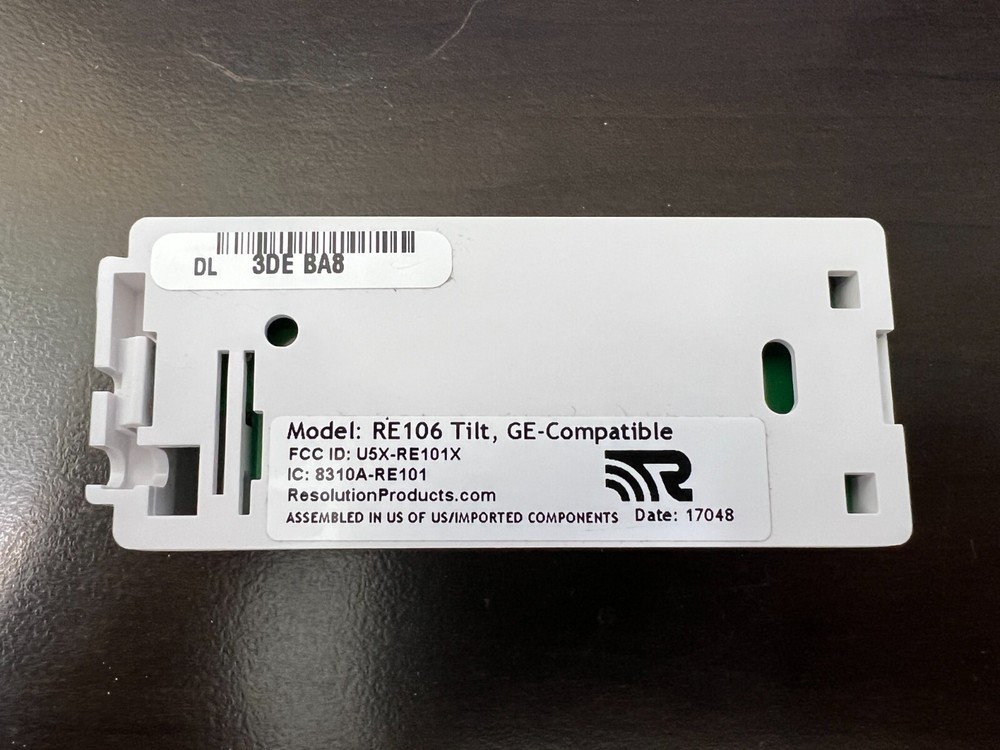 DL 3DE BA8
Model: RE106 Tilt, GE-Compatible
FCC ID: U5X-RE101X
IC: 8310A-RE101
ResolutionProducts.com
ASSEMBLED IN US OF US/IMPORTED COMPONENTS Date: 17048